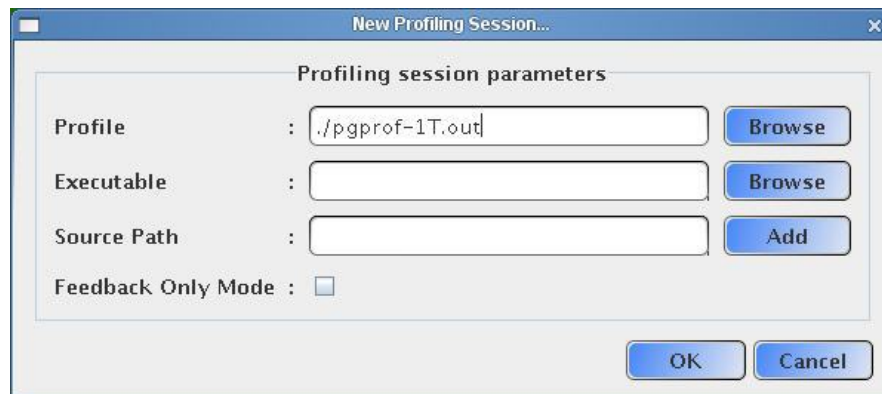 New Profiling Session...
Profiling session parameters
Profile : ./pgprof-1T.out Browse
Executable : Browse
Source Path : Add
Feedback Only Mode :
OK Cancel